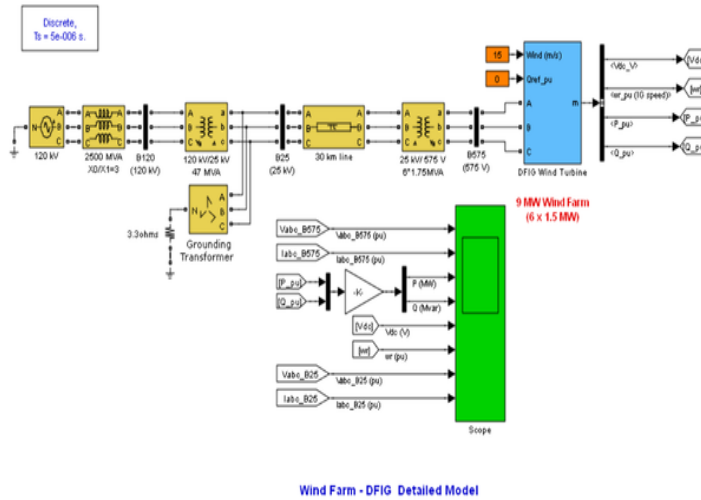 Discrete,
Ts = 5e-006 s.
15
Wind (m/s)
0
Qref_pu
A
B
C
m
DFIG Wind Turbine
<Vdc_V>
<wr_pu (IG speed)>
<P_pu>
<Q_pu>
[Vdc]
[wr]
N
A
B
C
120 kV
A A
B B
C C
2500 MVA
X0/X1=3
B120
(120 kV)
A a
B b
C c
120 kV/25 kV
47 MVA
B25
(25 kV)
A A
B B
C C
30 km line
A a
B b
C c
25 kV/ 575 V
6*1.75MVA
B575
(575 V)
9 MW Wind Farm
(6 x 1.5 MW)
3.3ohms
N
A
B
C
Grounding
Transformer
Vabc_B575
Vabc_B575 (pu)
Iabc_B575
Iabc_B575 (pu)
[P_pu]
[Q_pu]
-K-
P (MW)
Q (Mvar)
[Vdc]
Vdc (V)
[wr]
wr (pu)
Vabc_B25
Vabc_B25 (pu)
Iabc_B25
Iabc_B25 (pu)
Scope
Wind Farm - DFIG Detailed Model